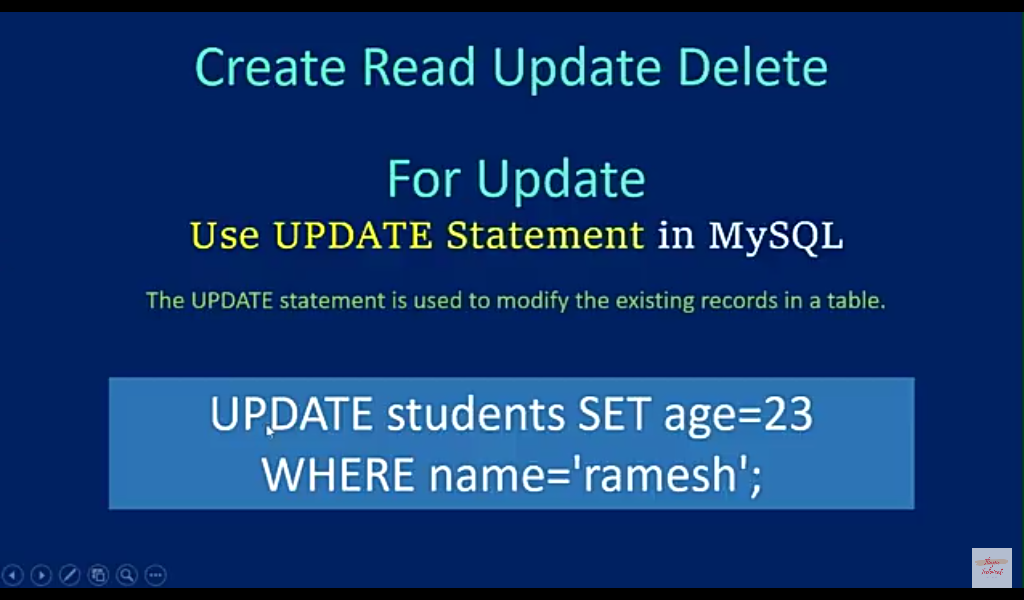 Create Read Update Delete
For Update
Use UPDATE Statement in MySQL
The UPDATE statement is used to modify the existing records in a table.
UPDATE students SET age=23
WHERE name='ramesh';